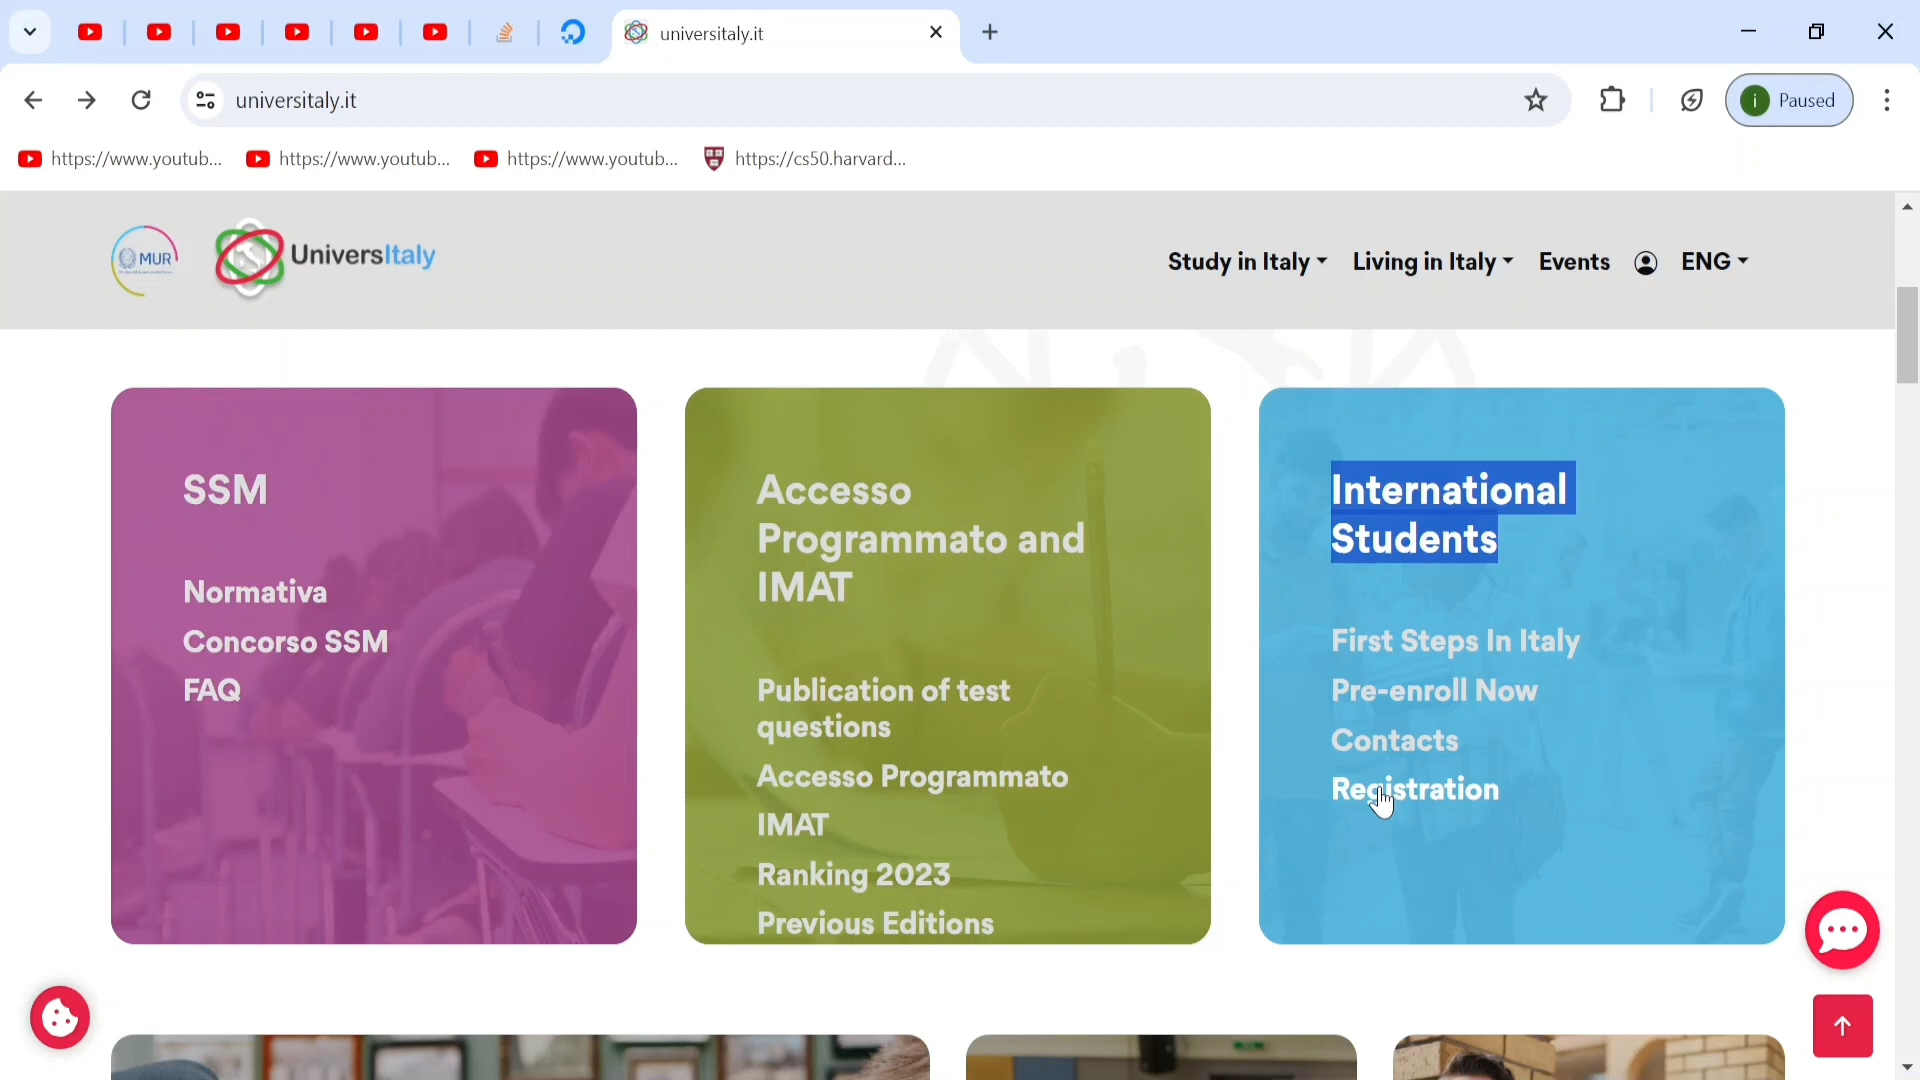 universitaly.it
universitaly.it
i Paused
https://www.youtub... https://www.youtub... https://www.youtub... https://cs50.harvard...
MUR
UniversItaly
Study in Italy Living in Italy Events ENG
SSM
Normativa
Concorso SSM
FAQ
Accesso
Programmato and
IMAT
Publication of test
questions
Accesso Programmato
IMAT
Ranking 2023
Previous Editions
International
Students
First Steps In Italy
Pre-enroll Now
Contacts
Registration